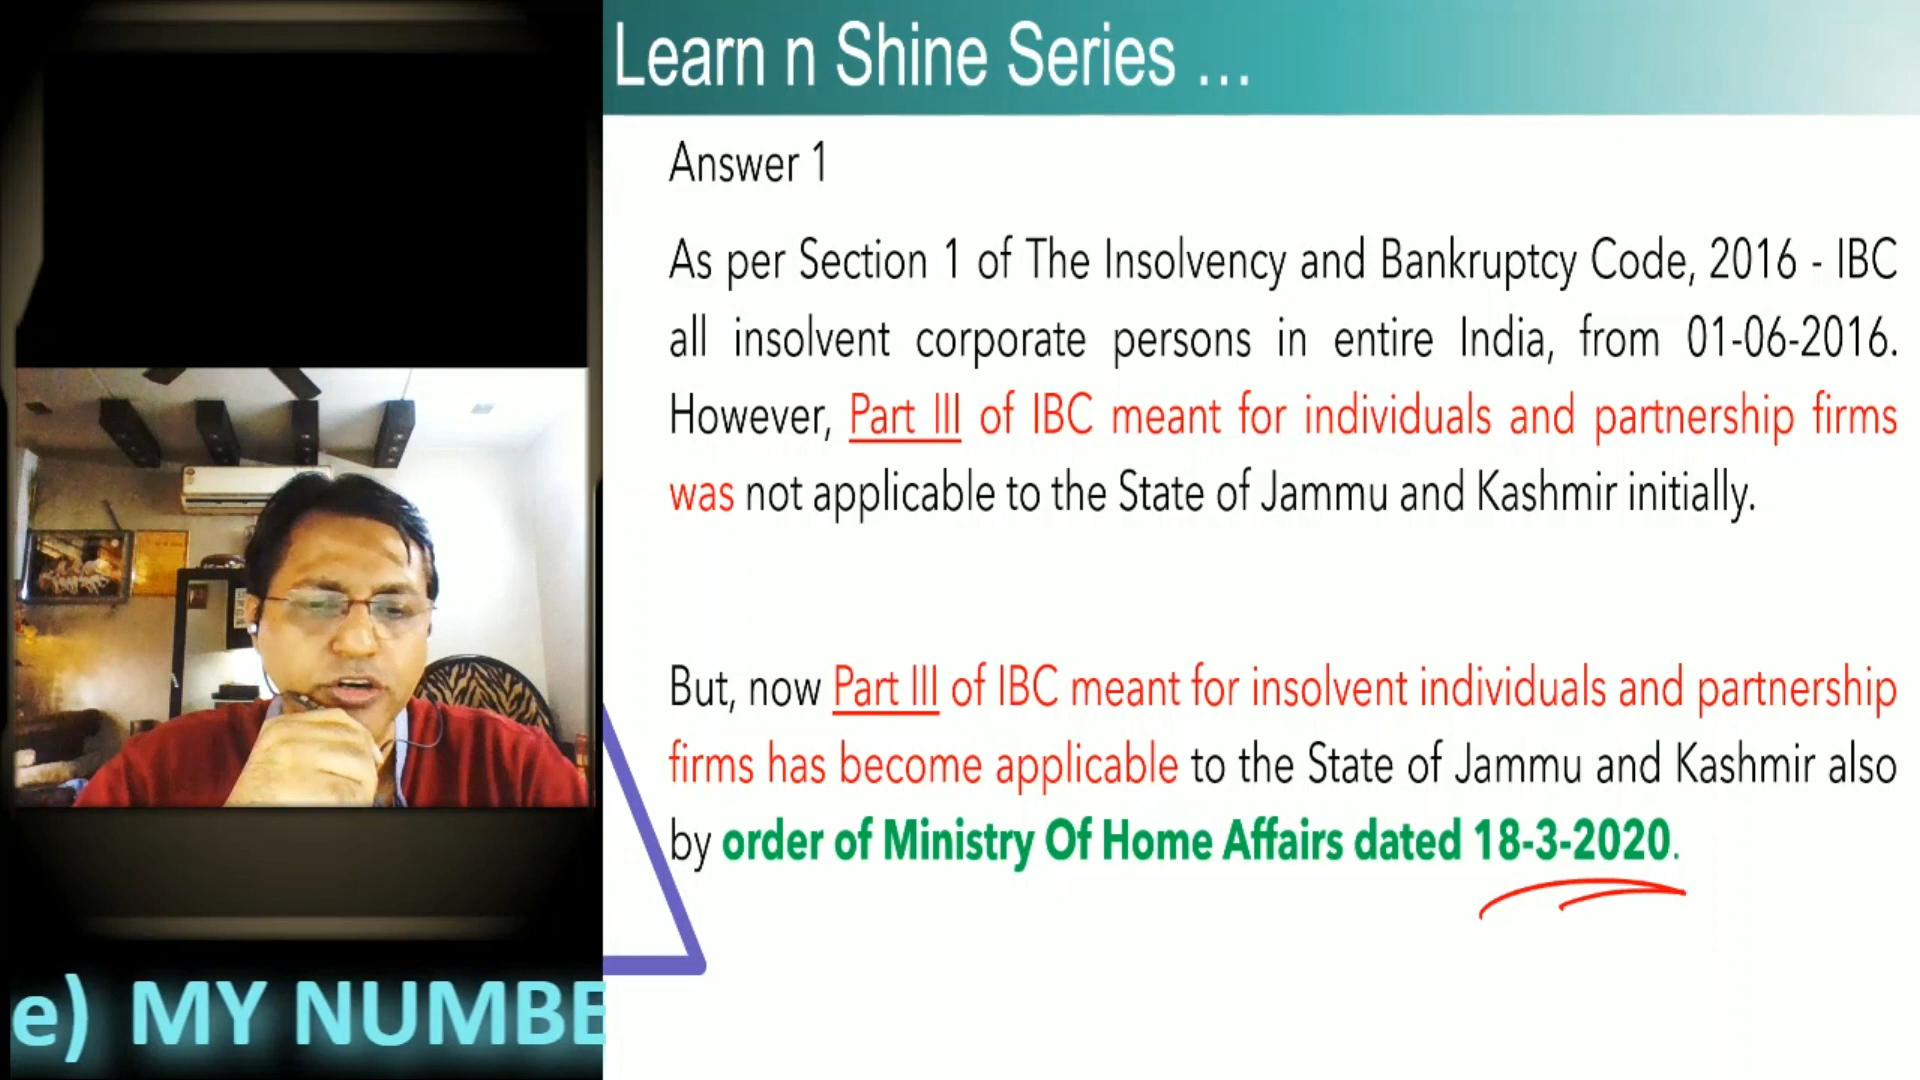 Learn n Shine Series ...
Answer 1
As per Section 1 of The Insolvency and Bankruptcy Code, 2016 - IBC
all insolvent corporate persons in entire India, from 01-06-2016.
However, Part III of IBC meant for individuals and partnership firms
was not applicable to the State of Jammu and Kashmir initially.
But, now Part III of IBC meant for insolvent individuals and partnership
firms has become applicable to the State of Jammu and Kashmir also
by order of Ministry Of Home Affairs dated 18-3-2020.
e) MY NUMBE